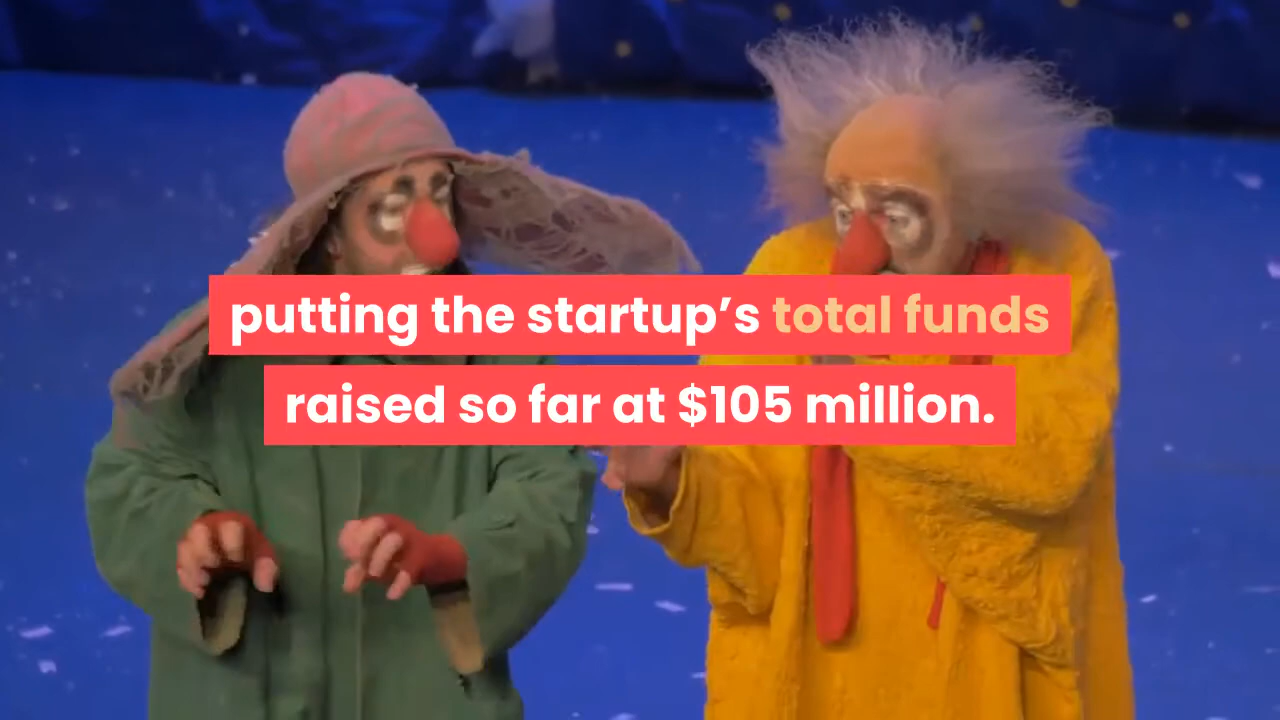 putting the startup’s total funds
raised so far at $105 million.